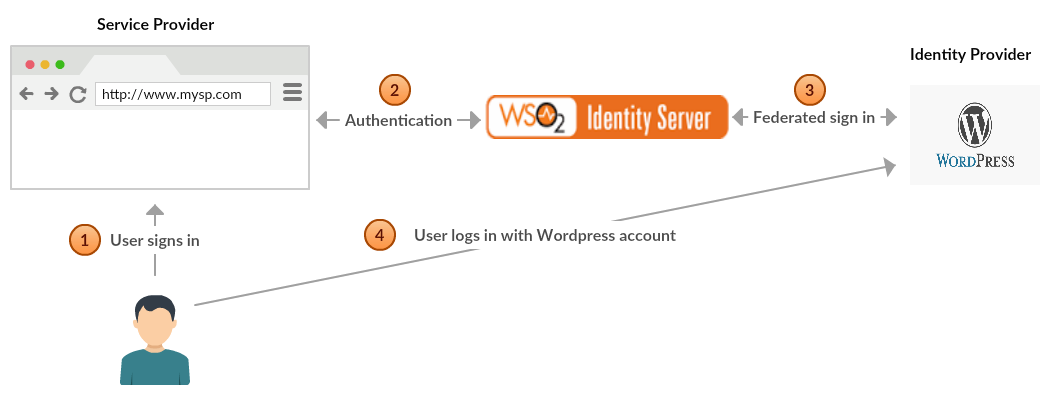 Service Provider
http://www.mysp.com
Identity Provider
2
Authentication
WSO2 Identity Server
3
Federated sign in
WORDPRESS
1
User signs in
4
User logs in with Wordpress account